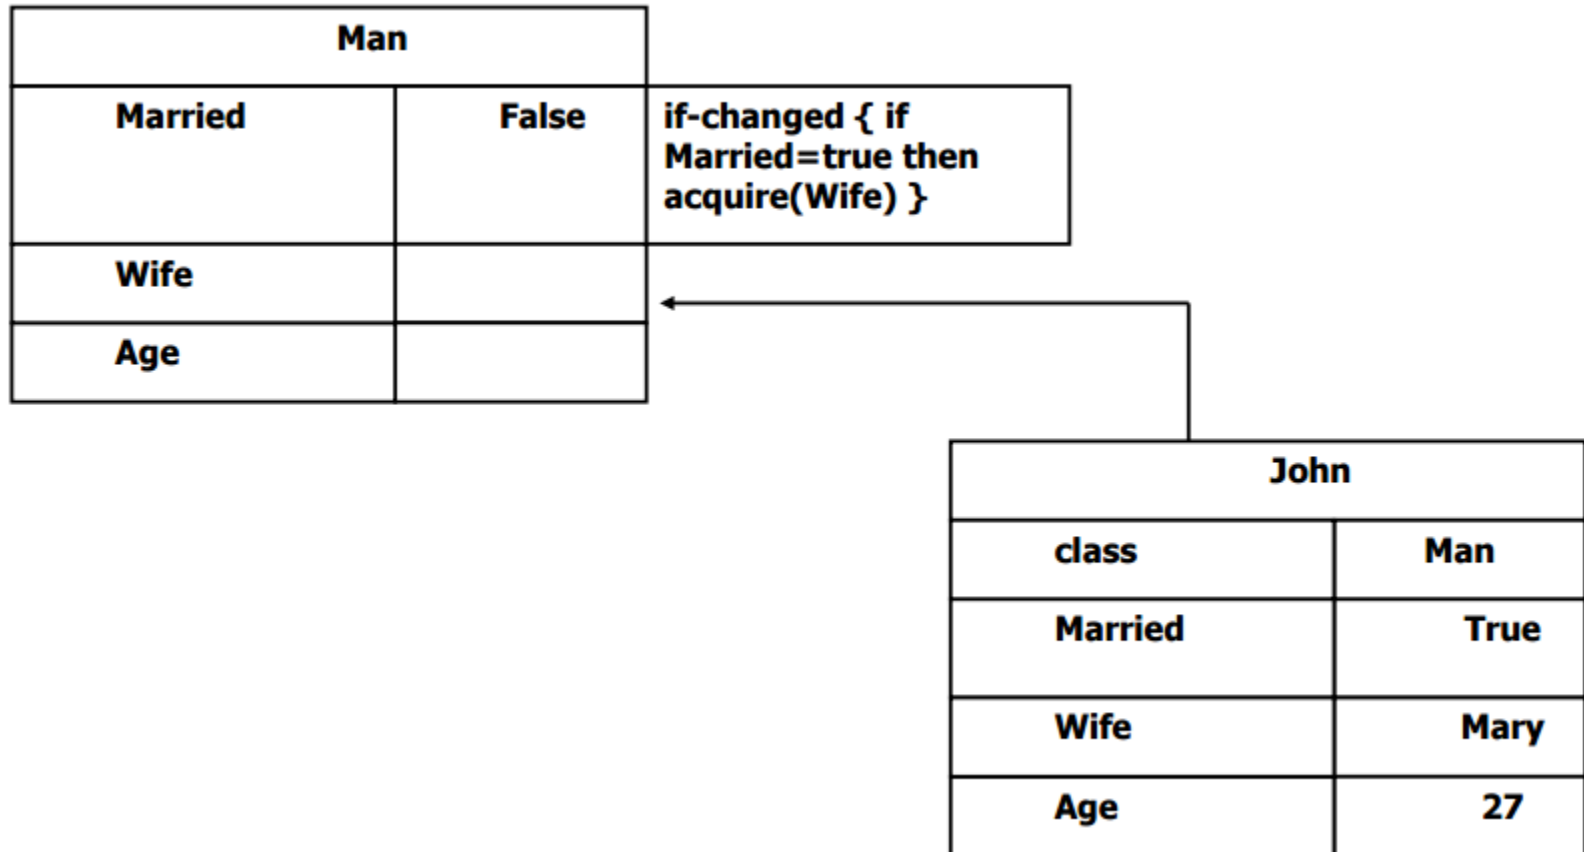 Man
Married False if-changed { if
Married=true then
acquire(Wife) }
Wife
Age
John
class Man
Married True
Wife Mary
Age 27